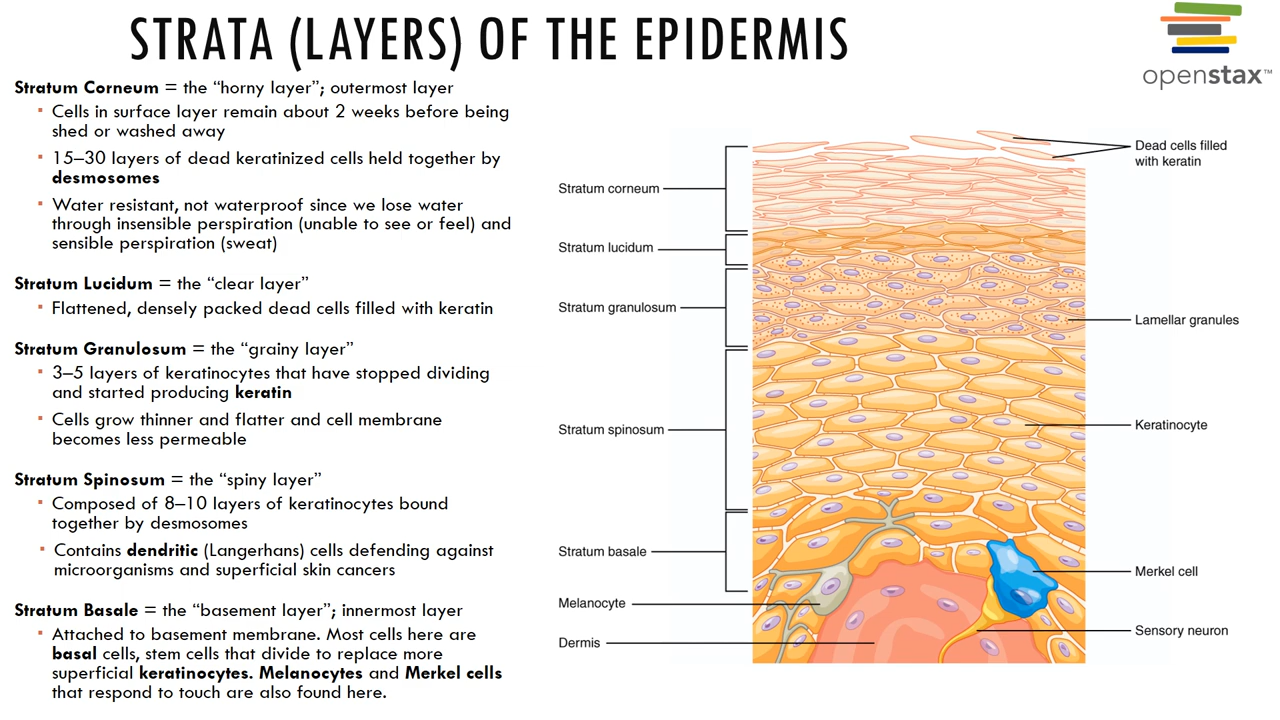 STRATA (LAYERS) OF THE EPIDERMIS
openstax™
Stratum Corneum = the “horny layer”; outermost layer
▪ Cells in surface layer remain about 2 weeks before being
shed or washed away
▪ 15–30 layers of dead keratinized cells held together by
desmosomes
▪ Water resistant, not waterproof since we lose water
through insensible perspiration (unable to see or feel) and
sensible perspiration (sweat)
Stratum Lucidum = the “clear layer”
▪ Flattened, densely packed dead cells filled with keratin
Stratum Granulosum = the “grainy layer”
▪ 3–5 layers of keratinocytes that have stopped dividing
and started producing keratin
▪ Cells grow thinner and flatter and cell membrane
becomes less permeable
Stratum Spinosum = the “spiny layer”
▪ Composed of 8–10 layers of keratinocytes bound
together by desmosomes
▪ Contains dendritic (Langerhans) cells defending against
microorganisms and superficial skin cancers
Stratum Basale = the “basement layer”; innermost layer
▪ Attached to basement membrane. Most cells here are
basal cells, stem cells that divide to replace more
superficial keratinocytes. Melanocytes and Merkel cells
that respond to touch are also found here.
Stratum corneum
Stratum lucidum
Stratum granulosum
Stratum spinosum
Stratum basale
Melanocyte
Dermis
Dead cells filled
with keratin
Lamellar granules
Keratinocyte
Merkel cell
Sensory neuron